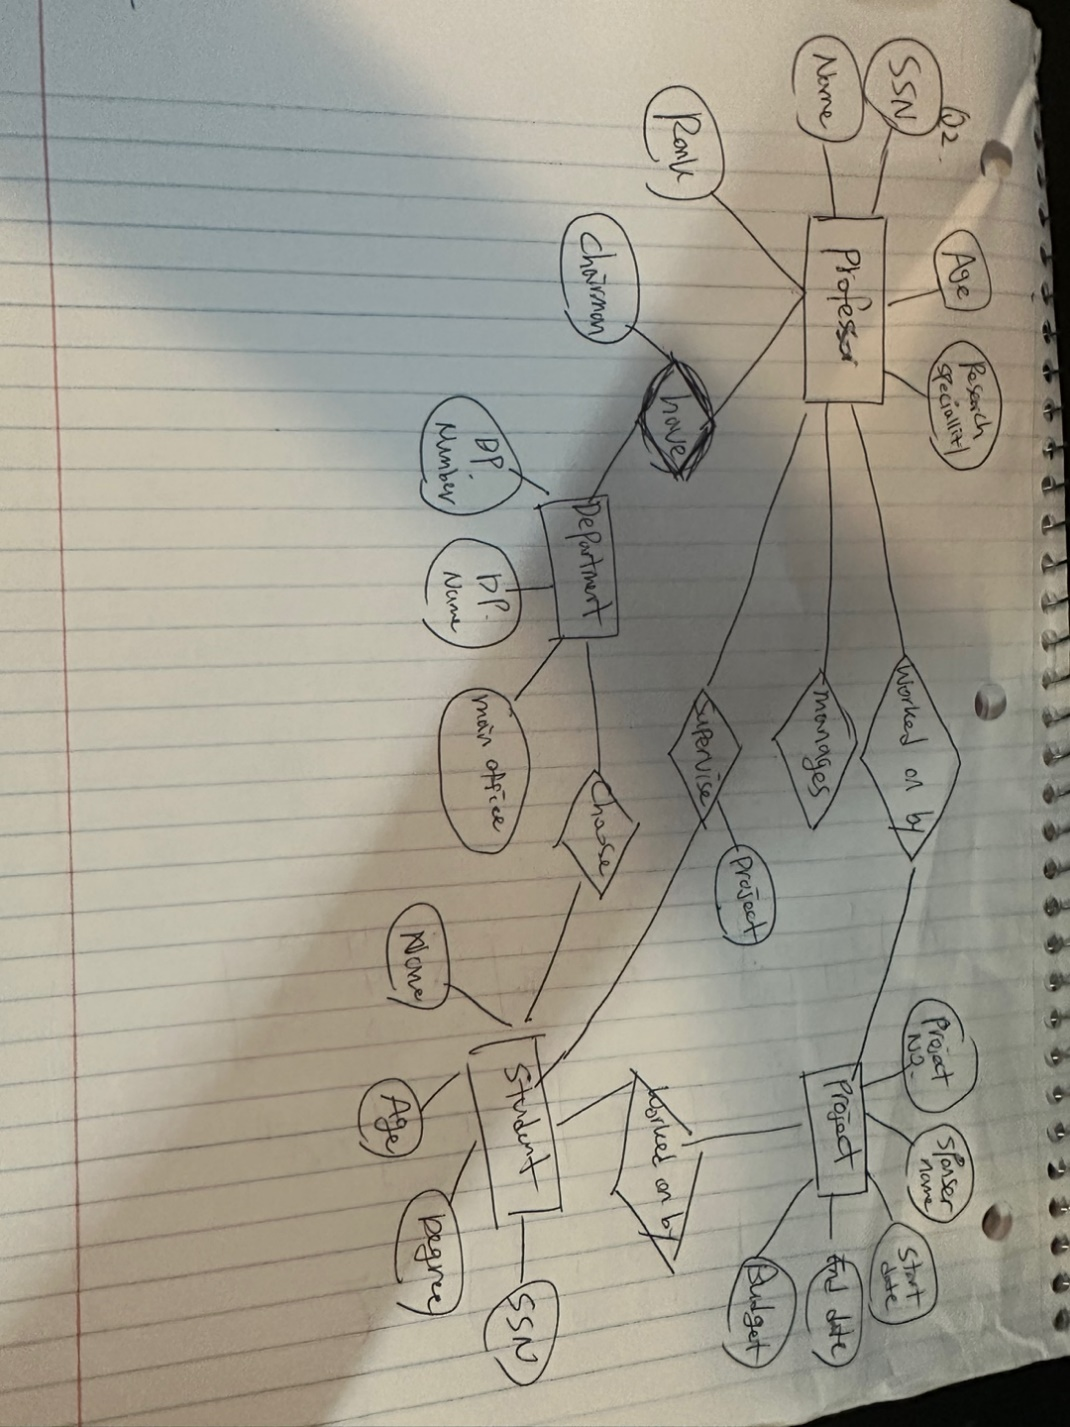 Q2.
SSN
Name
Rank
Age
Research
speciallity
Professor
Chairman
have
DP.
Number
DP.
Name
Department
main office
Worked on by
manages
Supervise
Project
Choose
Project
No.
Sponser
name
Start
date
End date
Budget
Project
Worked on by
Name
Age
Degree
SSN
Student